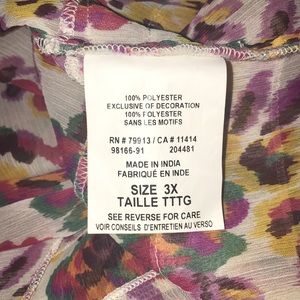 100% POLYESTER
EXCLUSIVE OF DECORATION
100% POLYESTER
SANS LES MOTIFS
RN # 79913 / CA # 11414
98166-91 204481
MADE IN INDIA
FABRIQUÉ EN INDE
SIZE 3X
TAILLE TTTG
SEE REVERSE FOR CARE
VOIR CONSEILS D'ENTRETIEN AU VERSO